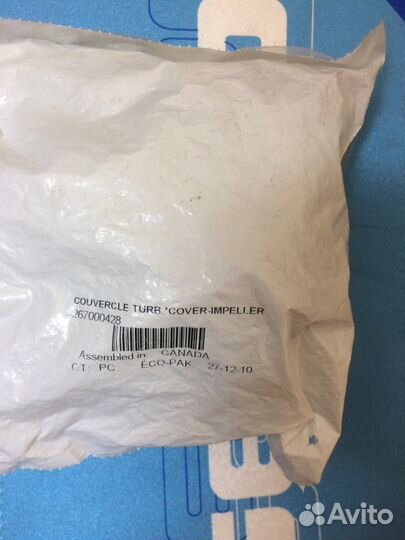 COUVERCLE TURB.*COVER-IMPELLER
267000428
Assembled in CANADA
CT: PC ECO-PAK 27-12-10
Avito